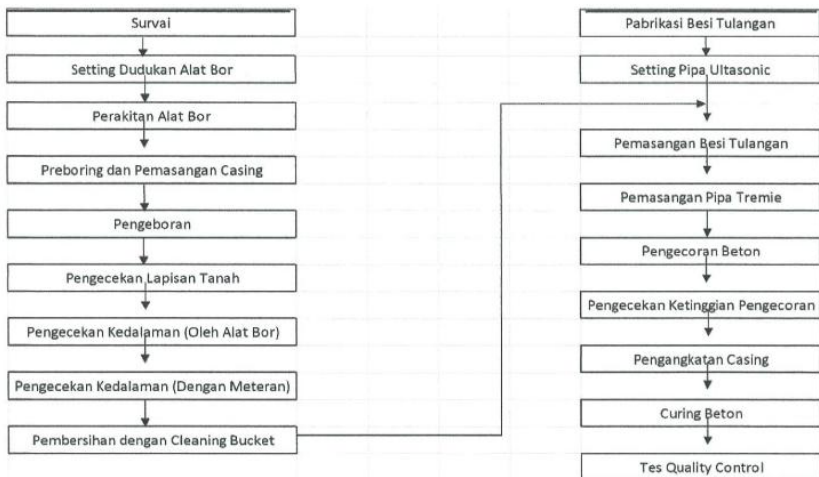 Survai
Setting Dudukan Alat Bor
Perakitan Alat Bor
Preboring dan Pemasangan Casing
Pengeboran
Pengecekan Lapisan Tanah
Pengecekan Kedalaman (Oleh Alat Bor)
Pengecekan Kedalaman (Dengan Meteran)
Pembersihan dengan Cleaning Bucket
Pabrikasi Besi Tulangan
Setting Pipa Ultasonic
Pemasangan Besi Tulangan
Pemasangan Pipa Tremie
Pengecoran Beton
Pengecekan Ketinggian Pengecoran
Pengangkatan Casing
Curing Beton
Tes Quality Control